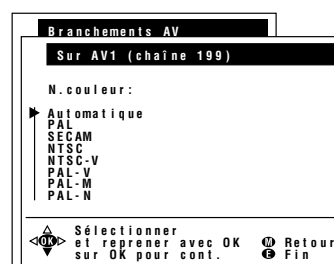 Branchements AV
Sur AV1 (chaîne 199)
N.couleur:
Automatique
PAL
SECAM
NTSC
NTSC-V
PAL-V
PAL-M
PAL-N
Sélectionner
OK et reprener avec OK M Retour
sur OK pour cont. E Fin